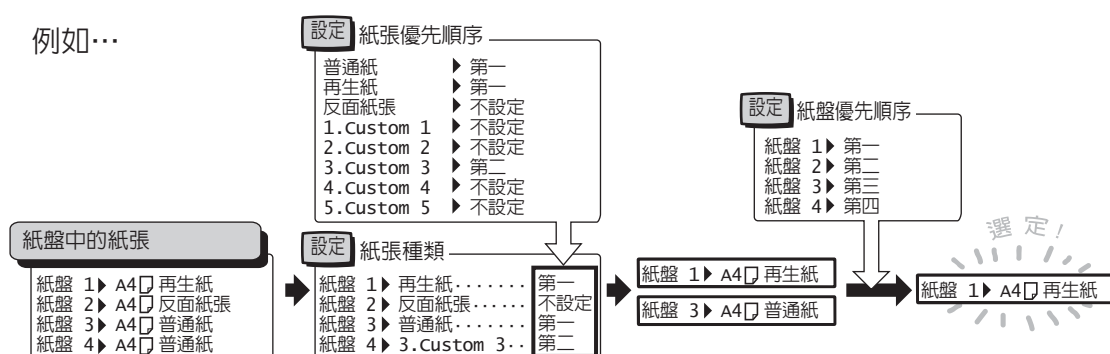 例如…
設定 紙張優先順序
普通紙 ▶ 第一
再生紙 ▶ 第一
反面紙張 ▶ 不設定
1.Custom 1 ▶ 不設定
2.Custom 2 ▶ 不設定
3.Custom 3 ▶ 第二
4.Custom 4 ▶ 不設定
5.Custom 5 ▶ 不設定
設定 紙盤優先順序
紙盤 1▶ 第一
紙盤 2▶ 第二
紙盤 3▶ 第三
紙盤 4▶ 第四
紙盤中的紙張
紙盤 1▶ A4 再生紙
紙盤 2▶ A4 反面紙張
紙盤 3▶ A4 普通紙
紙盤 4▶ A4 普通紙
設定 紙張種類
紙盤 1▶ 再生紙······· 第一
紙盤 2▶ 反面紙張······ 不設定
紙盤 3▶ 普通紙······· 第一
紙盤 4▶ 3.Custom 3·· 第二
紙盤 1▶ A4 再生紙
紙盤 3▶ A4 普通紙
選定!
紙盤 1▶ A4 再生紙